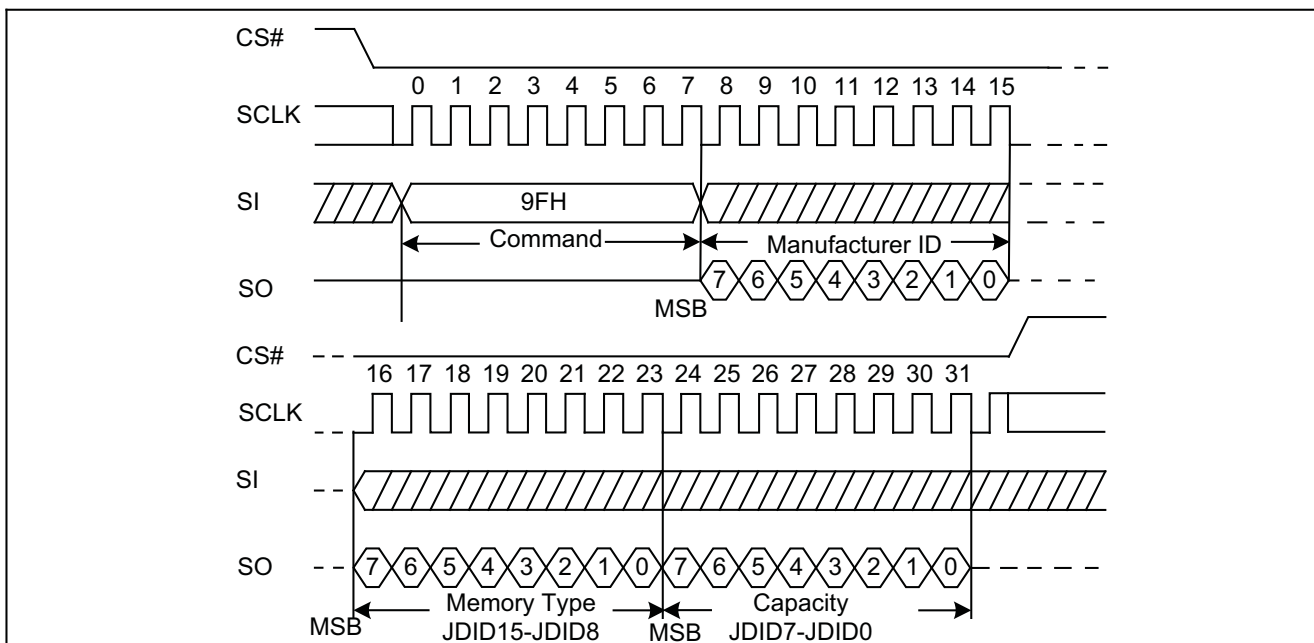 CS#
0 1 2 3 4 5 6 7 8 9 10 11 12 13 14 15
SCLK
SI 9FH
Command Manufacturer ID
SO 7 6 5 4 3 2 1 0
MSB
CS#
16 17 18 19 20 21 22 23 24 25 26 27 28 29 30 31
SCLK
SI
SO 7 6 5 4 3 2 1 0 7 6 5 4 3 2 1 0
Memory Type Capacity
MSB JDID15-JDID8 MSB JDID7-JDID0